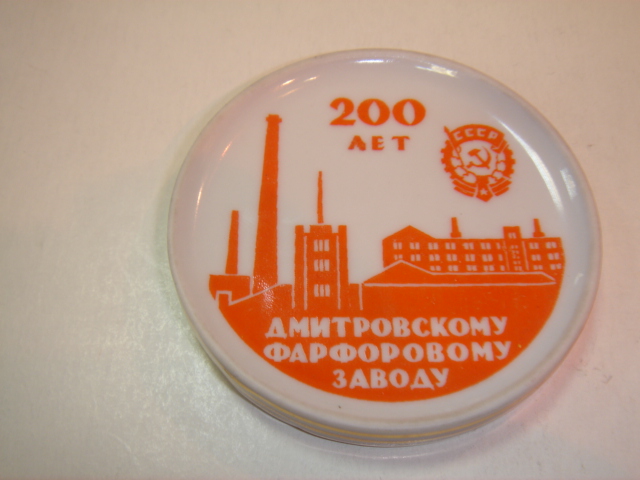 200
ЛЕТ
СССР
ДМИТРОВСКОМУ
ФАРФОРОВОМУ
ЗАВОДУ